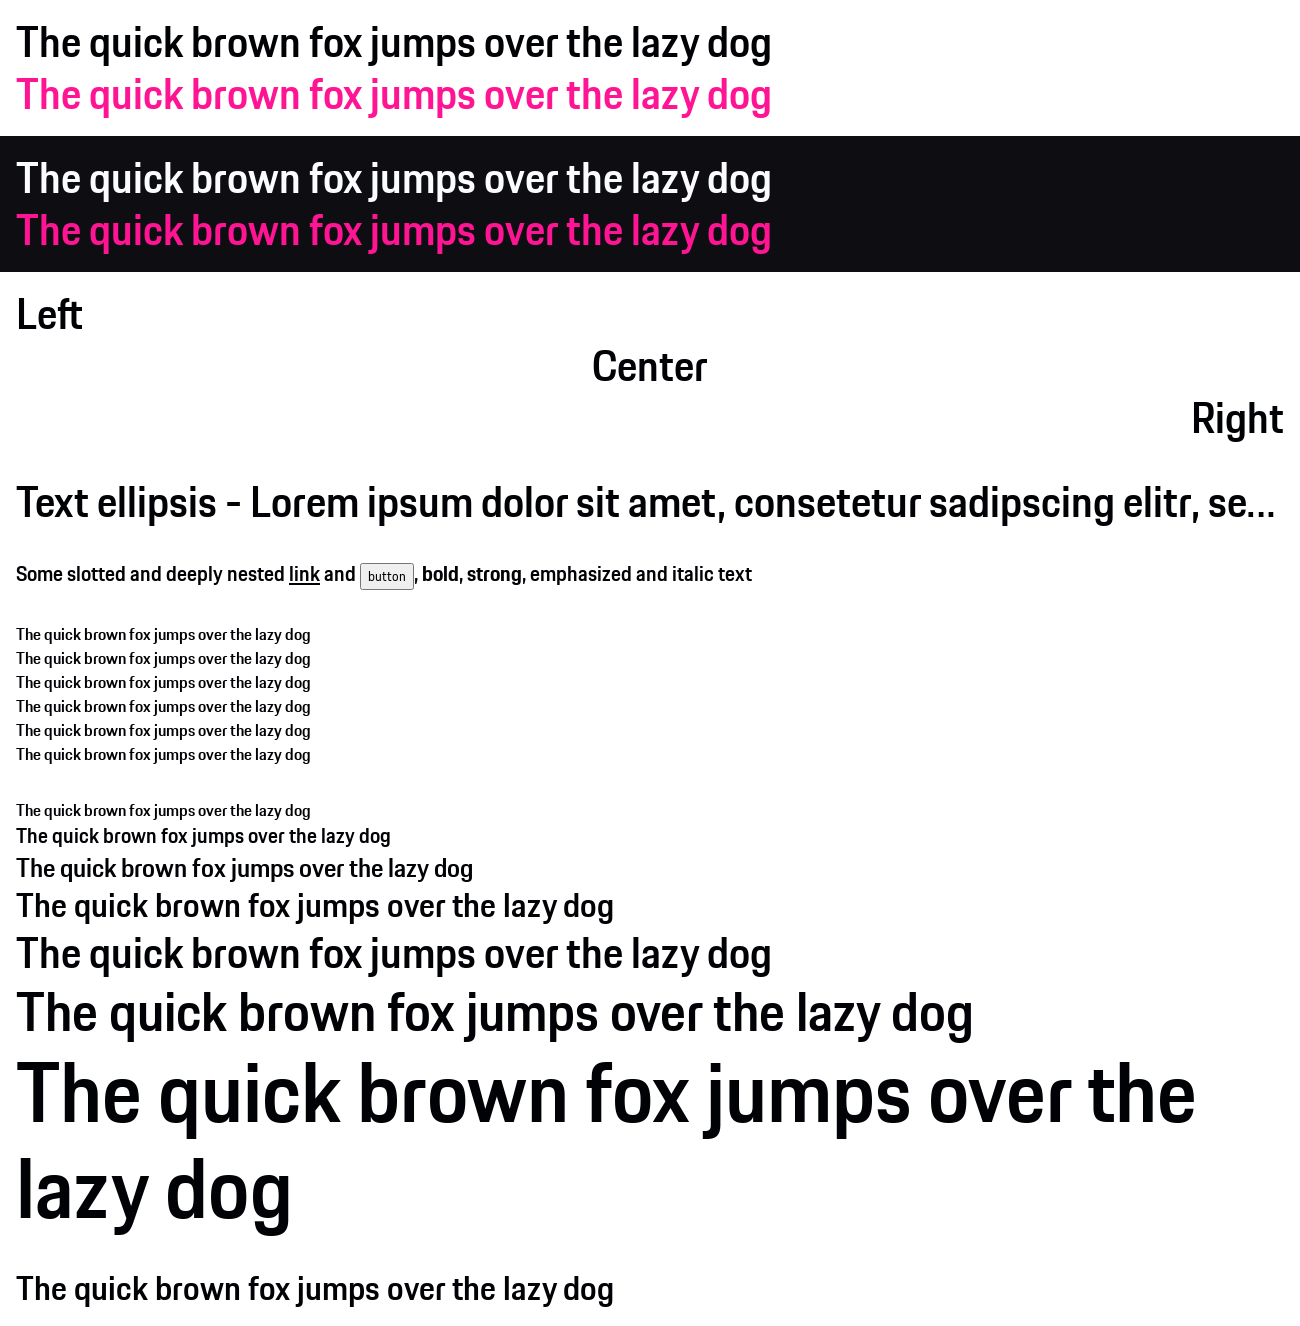 The quick brown fox jumps over the lazy dog
The quick brown fox jumps over the lazy dog
The quick brown fox jumps over the lazy dog
The quick brown fox jumps over the lazy dog
Left
Center
Right
Text ellipsis - Lorem ipsum dolor sit amet, consetetur sadipscing elitr, se...
Some slotted and deeply nested link and button, bold, strong, emphasized and italic text
The quick brown fox jumps over the lazy dog
The quick brown fox jumps over the lazy dog
The quick brown fox jumps over the lazy dog
The quick brown fox jumps over the lazy dog
The quick brown fox jumps over the lazy dog
The quick brown fox jumps over the lazy dog
The quick brown fox jumps over the lazy dog
The quick brown fox jumps over the lazy dog
The quick brown fox jumps over the lazy dog
The quick brown fox jumps over the lazy dog
The quick brown fox jumps over the lazy dog
The quick brown fox jumps over the lazy dog
The quick brown fox jumps over the
lazy dog
The quick brown fox jumps over the lazy dog